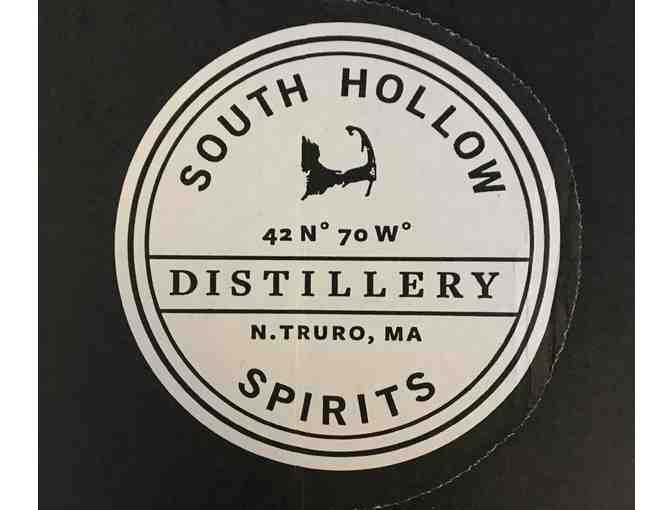 SOUTH HOLLOW
42 N° 70 W°
DISTILLERY
N. TRURO, MA
SPIRITS